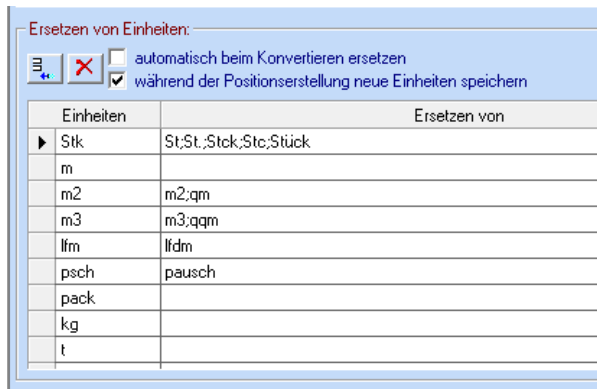 Ersetzen von Einheiten:
automatisch beim Konvertieren ersetzen
während der Positionserstellung neue Einheiten speichern
Einheiten Ersetzen von
Stk St;St.;Stck;Stc;Stück
m
m2 m2;qm
m3 m3;qqm
lfm lfdm
psch pausch
pack
kg
t